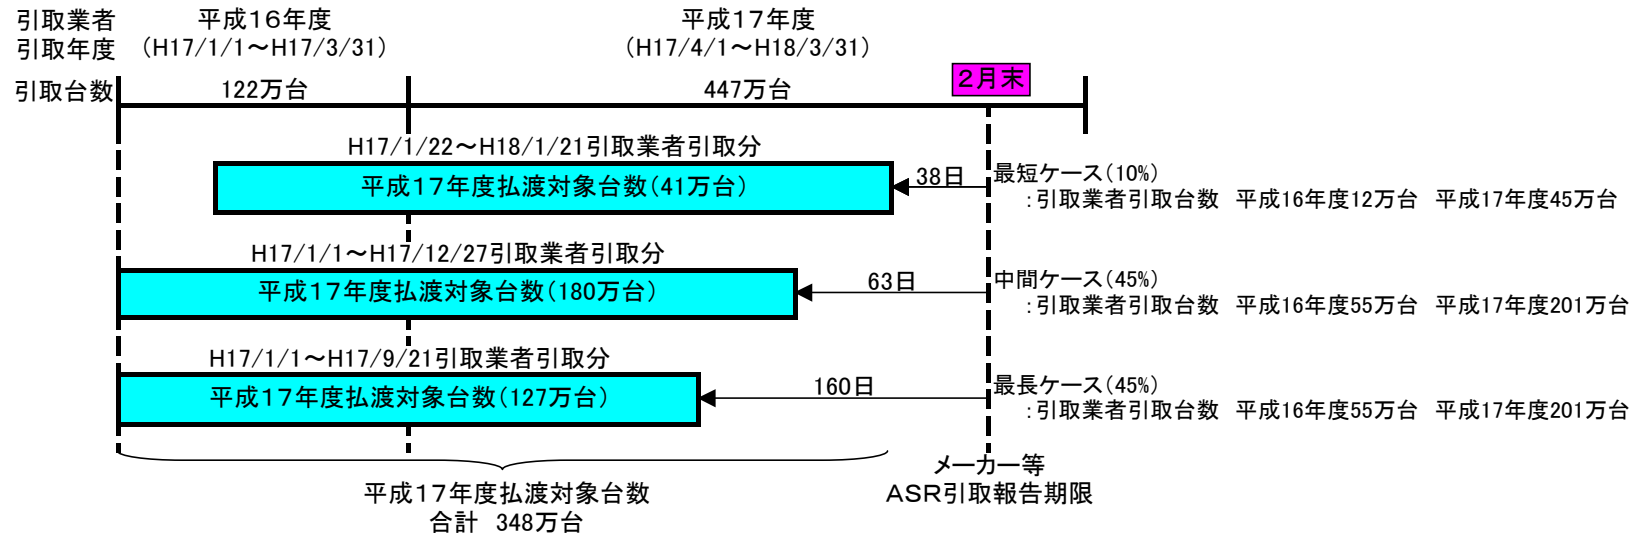 引取業者
引取年度
平成１６年度
（H17/1/1～H17/3/31）
平成１７年度
（H17/4/1～H18/3/31）
引取台数
122万台
447万台
２月末
H17/1/22～H18/1/21引取業者引取分
平成１７年度払渡対象台数（41万台）
38日
最短ケース（10%）
：引取業者引取台数　平成16年度12万台　平成17年度45万台
H17/1/1～H17/12/27引取業者引取分
平成１７年度払渡対象台数（180万台）
63日
中間ケース（45%）
：引取業者引取台数　平成16年度55万台　平成17年度201万台
H17/1/1～H17/9/21引取業者引取分
平成１７年度払渡対象台数（127万台）
160日
最長ケース（45%）
：引取業者引取台数　平成16年度55万台　平成17年度201万台
平成１７年度払渡対象台数
合計　348万台
メーカー等
ＡＳＲ引取報告期限